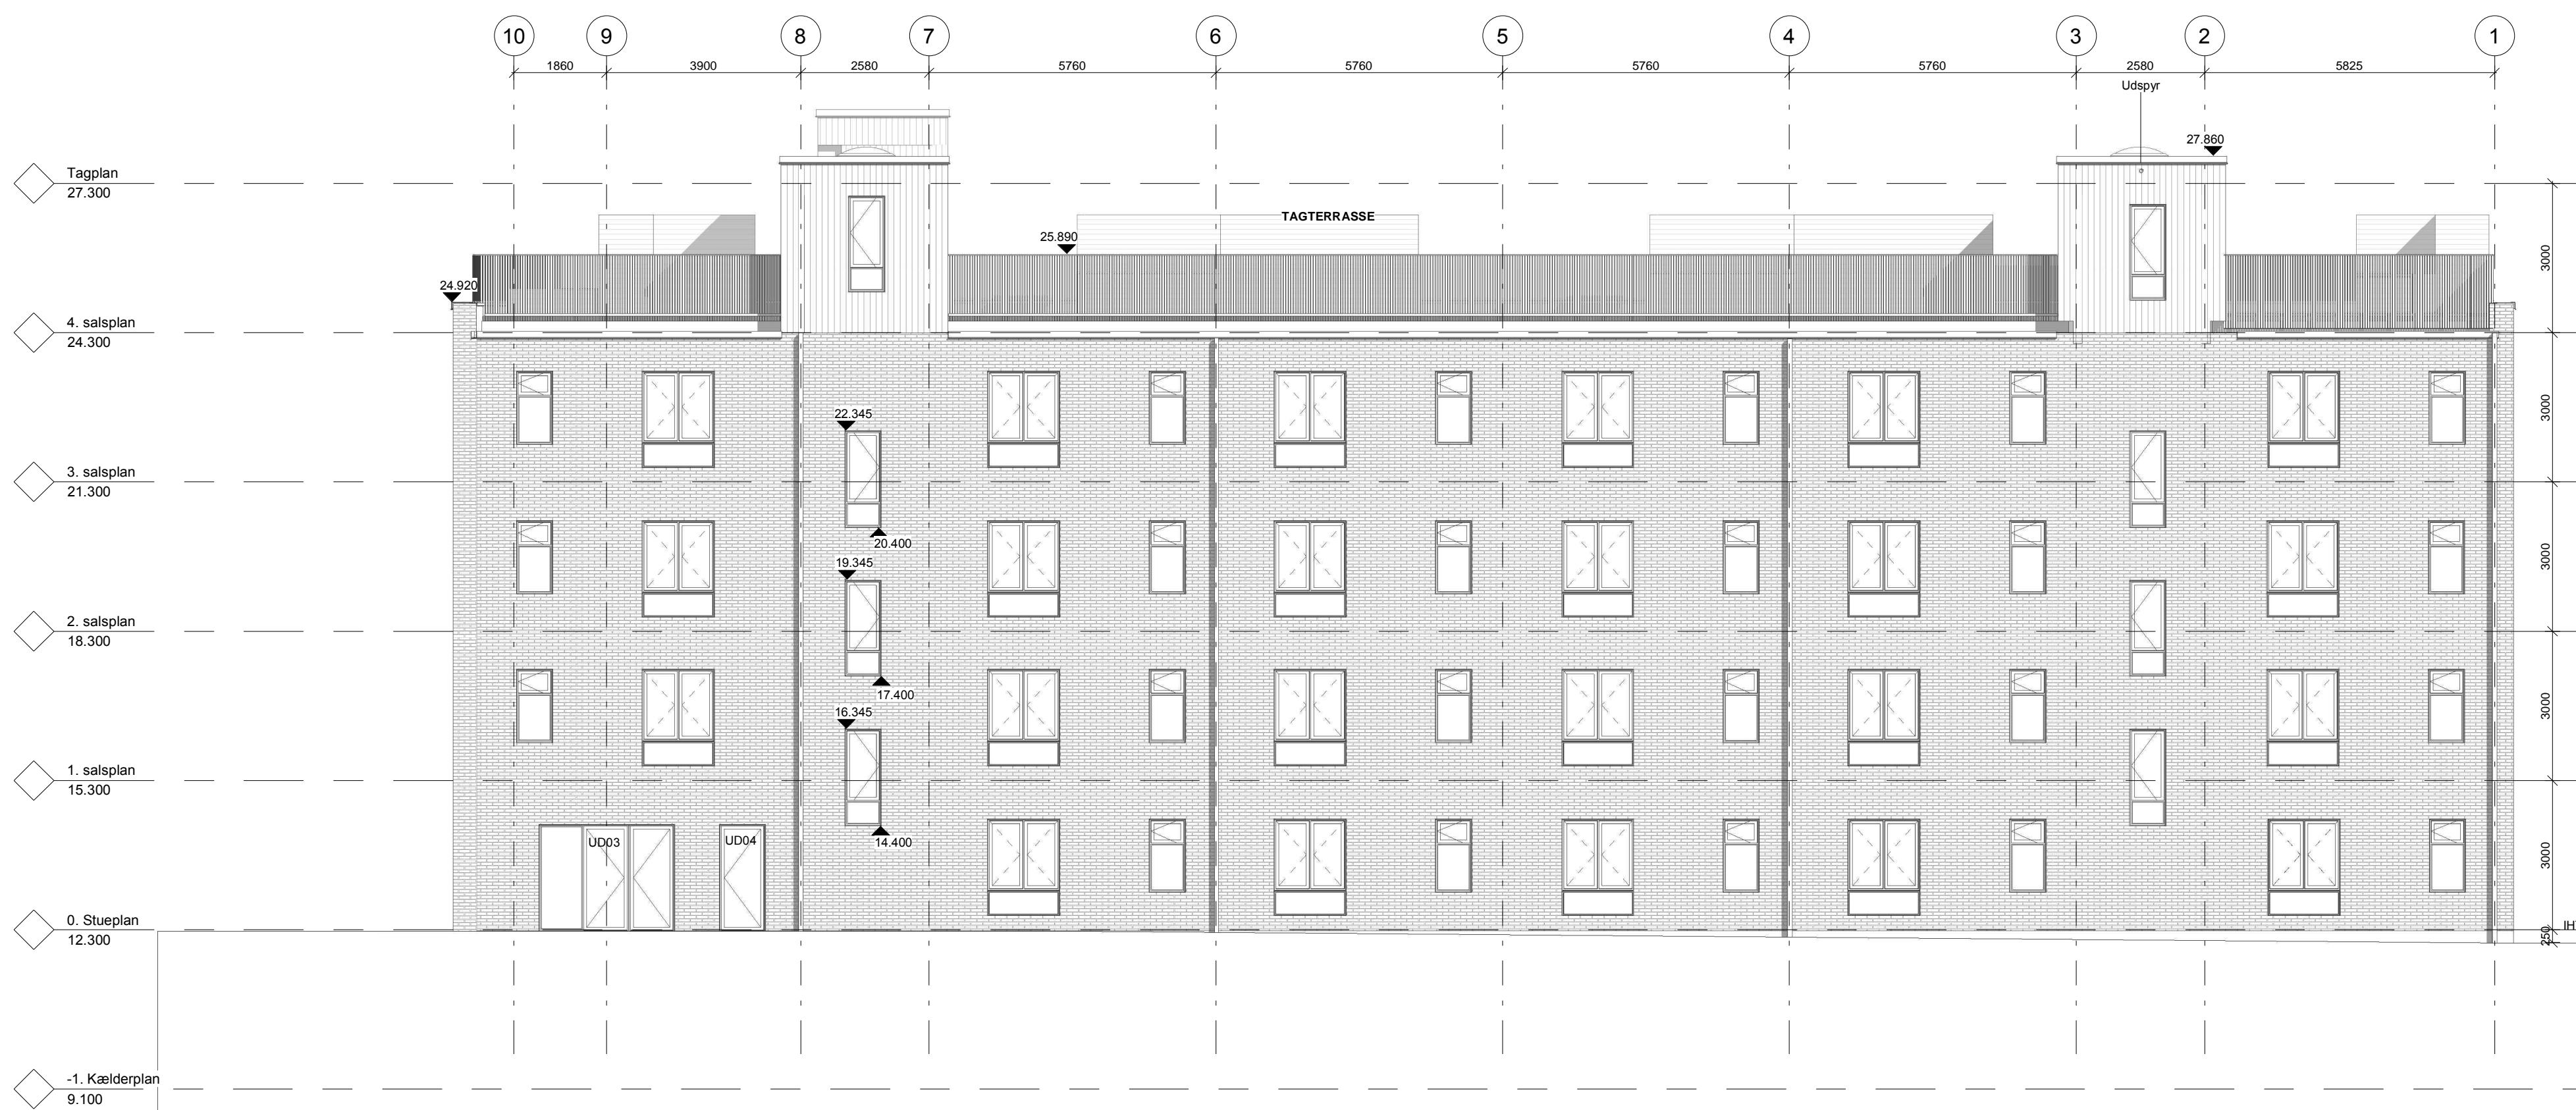 10 9 8 7 6 5 4 3 2 1
1860 3900 2580 5760 5760 5760 5760 2580 5825
Udspyr
27.860
Tagplan
27.300
TAGTERRASSE
25.890
3000
24.920
4. salsplan
24.300
3000
22.345
3. salsplan
21.300
20.400
3000
19.345
2. salsplan
18.300
17.400
3000
16.345
1. salsplan
15.300
14.400
UD03
UD04
3000
0. Stueplan
12.300
250
-1. Kælderplan
9.100